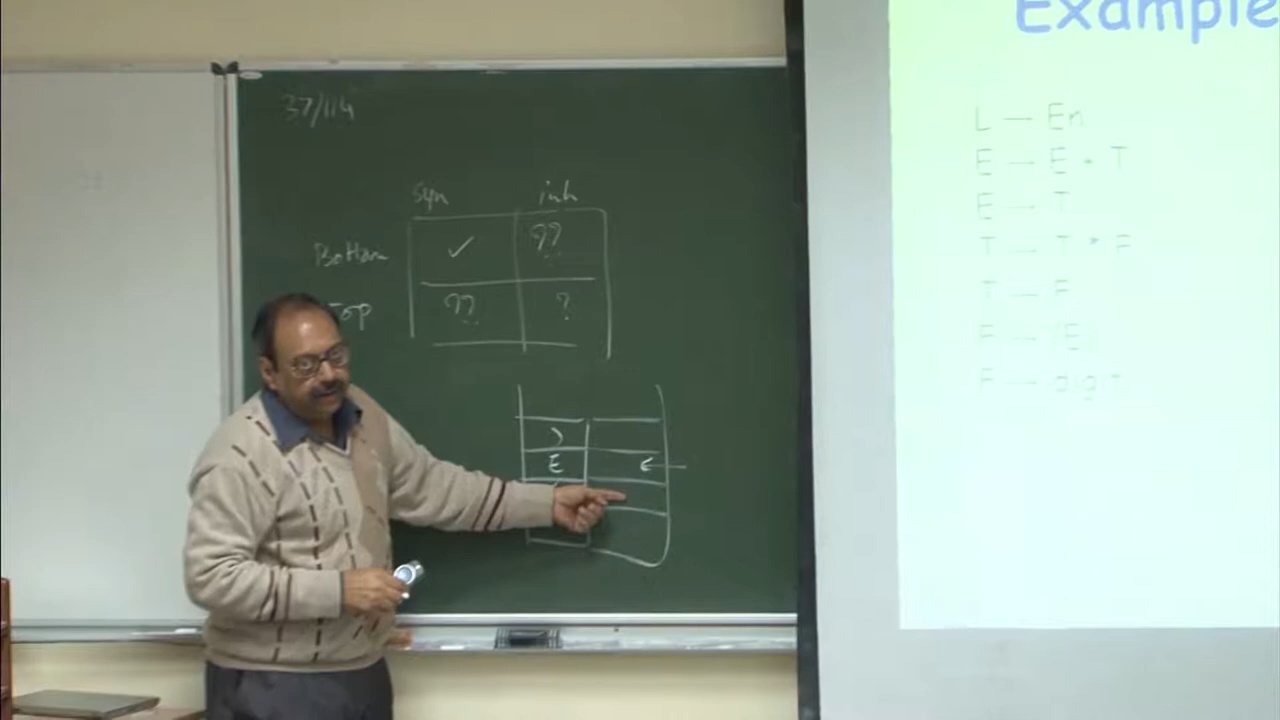 37/114
syn inh
Bottom ✓ ??
Top ?? ?
)
E
Example
L → En
E → E + T
E → T
T → T * F
T → F
F → (E
F → digit